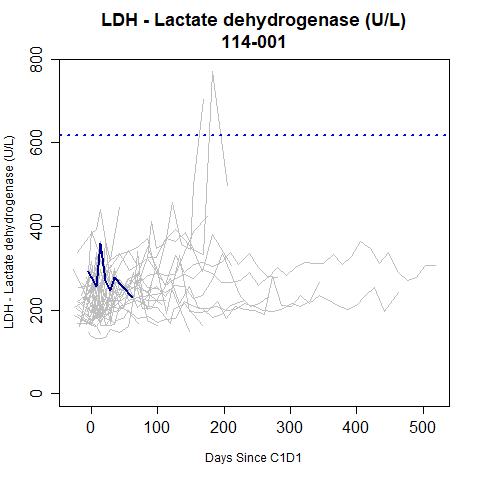 LDH - Lactate dehydrogenase (U/L)
114-001
LDH - Lactate dehydrogenase (U/L)
800
600
400
200
0
0 100 200 300 400 500
Days Since C1D1